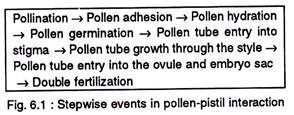 Pollination → Pollen adhesion → Pollen hydration
→ Pollen germination → Pollen tube entry into
stigma → Pollen tube growth through the style →
Pollen tube entry into the ovule and embryo sac
→ Double fertilization
Fig. 6.1 : Stepwise events in pollen-pistil interaction